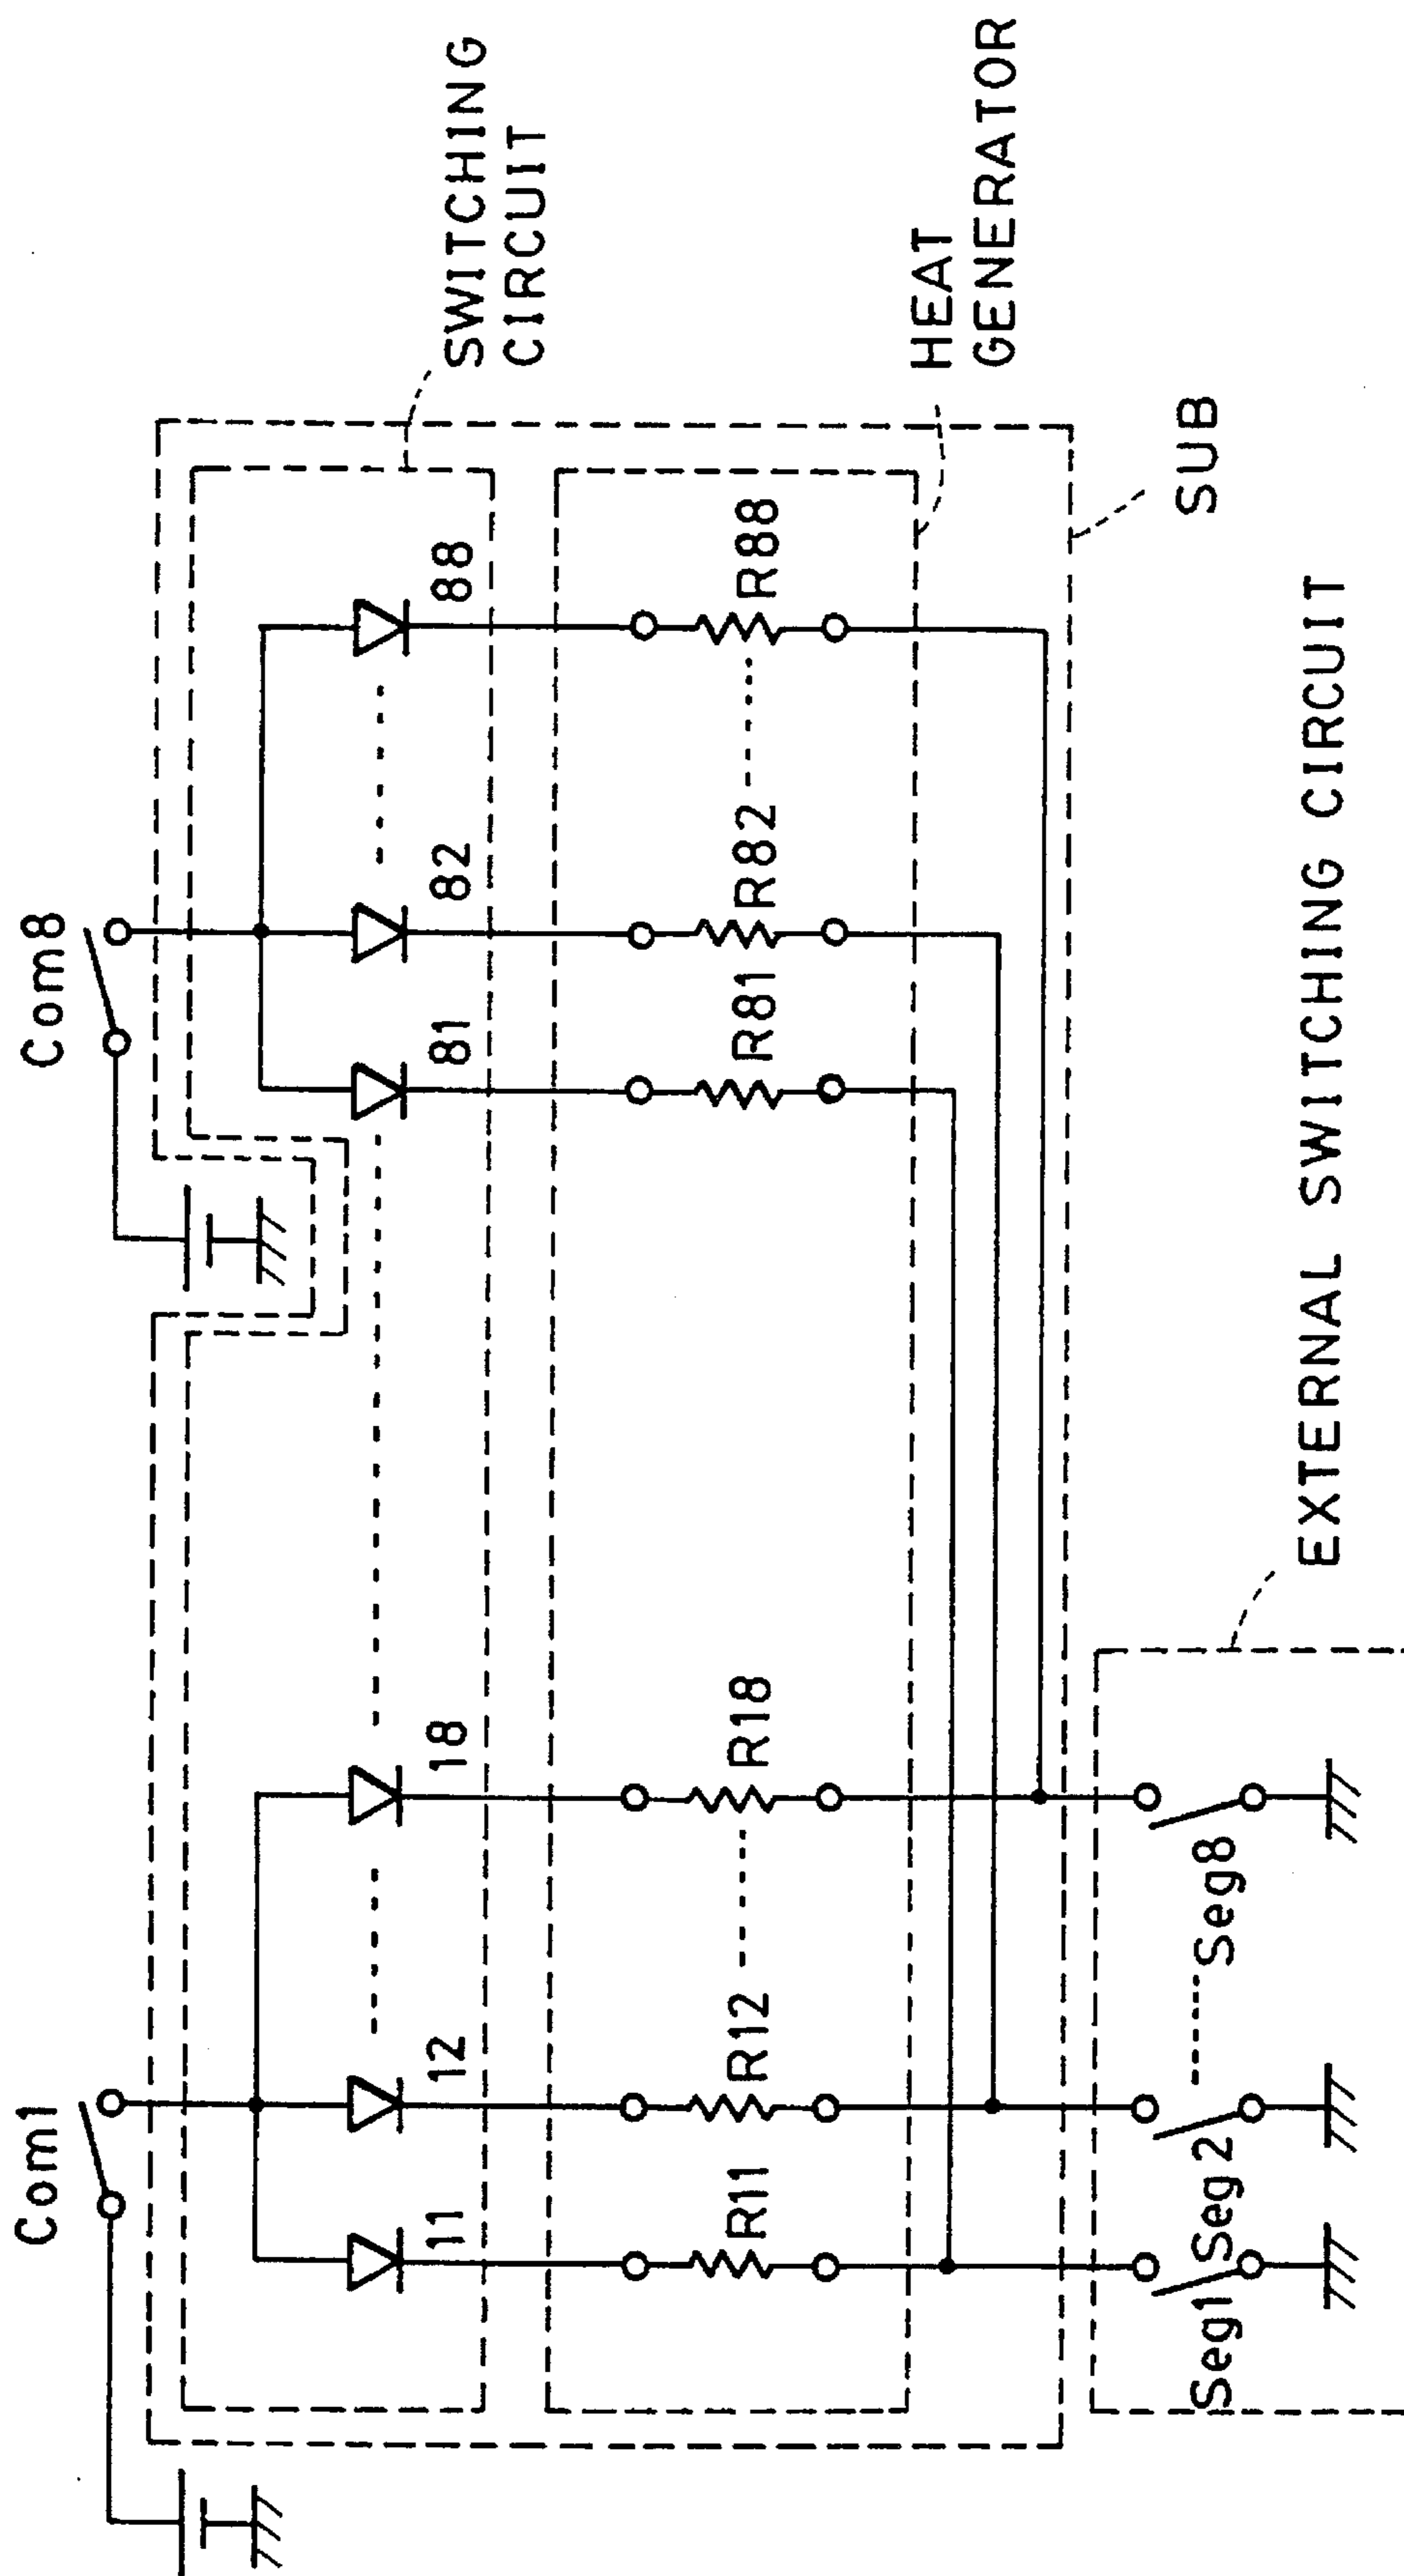 Com1
Com8
SWITCHING
CIRCUIT
11
12
18
81
82
88
R11
R12
R18
R81
R82
R88
HEAT
GENERATOR
SUB
Seg1
Seg2
Seg8
EXTERNAL SWITCHING CIRCUIT